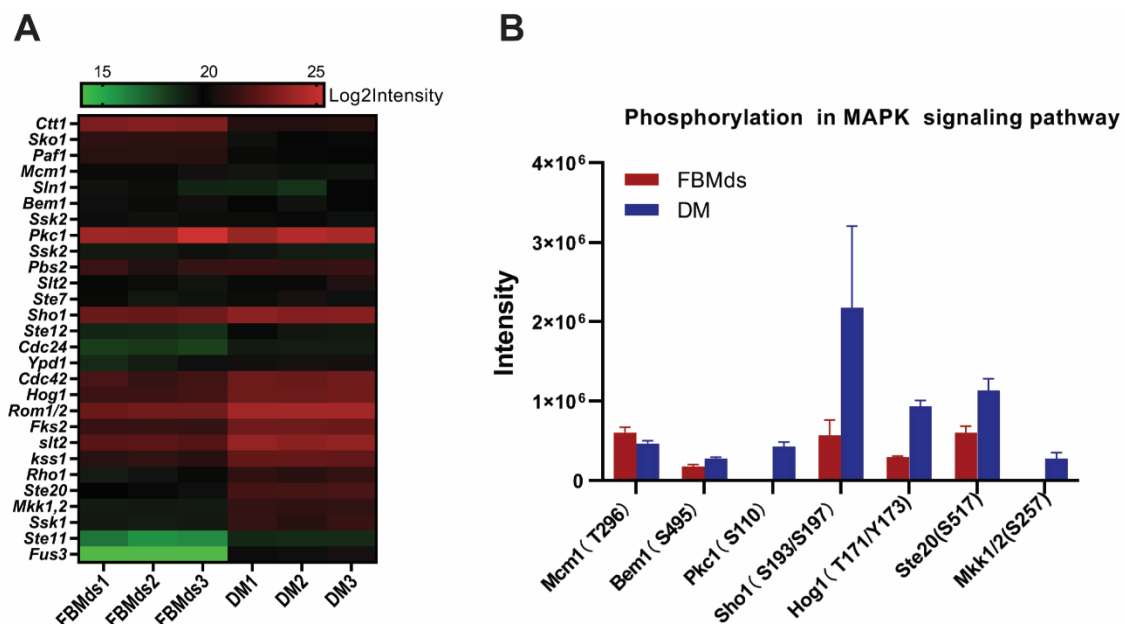 A
15 20 25
Log2Intensity
Ctt1
Sko1
Paf1
Mcm1
Sln1
Bem1
Ssk2
Pkc1
Ssk2
Pbs2
Slt2
Ste7
Sho1
Ste12
Cdc24
Ypd1
Cdc42
Hog1
Rom1/2
Fks2
slt2
kss1
Rho1
Ste20
Mkk1,2
Ssk1
Ste11
Fus3
FBMds1
FBMds2
FBMds3
DM1
DM2
DM3
B
Phosphorylation in MAPK signaling pathway
FBMds
DM
Intensity
4×10⁶
3×10⁶
2×10⁶
1×10⁶
0
Mcm1(T296)
Bem1(S495)
Pkc1(S110)
Sho1(S193/S197)
Hog1(T171/Y173)
Ste20(S517)
Mkk1/2(S257)